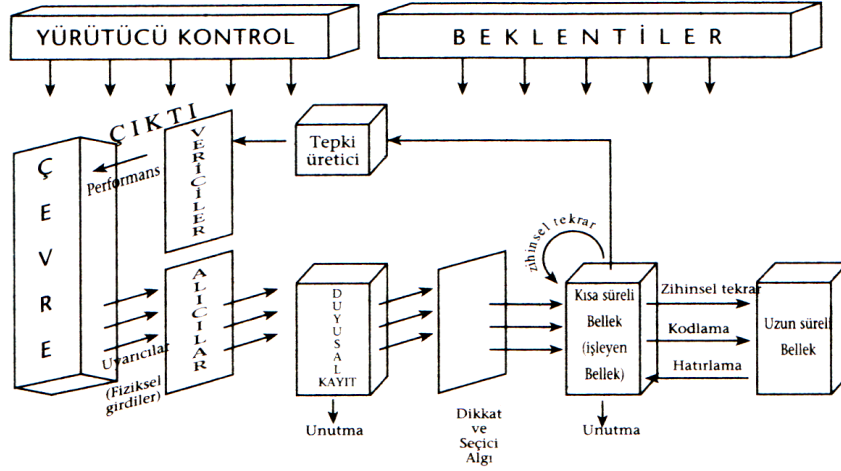 YÜRÜTÜCÜ KONTROL
BEKLENTİLER
ÇIKTI
ÇEVRE
Performans
VERİCİLER
Tepki
üretici
zihinsel tekrar
Uyarıcılar
(Fiziksel
girdiler)
ALICILAR
DUYUSAL
KAYIT
Unutma
Dikkat
ve
Seçici
Algı
Kısa süreli
Bellek
(işleyen
Bellek)
Unutma
Zihinsel tekrar
Kodlama
Hatırlama
Uzun süreli
Bellek